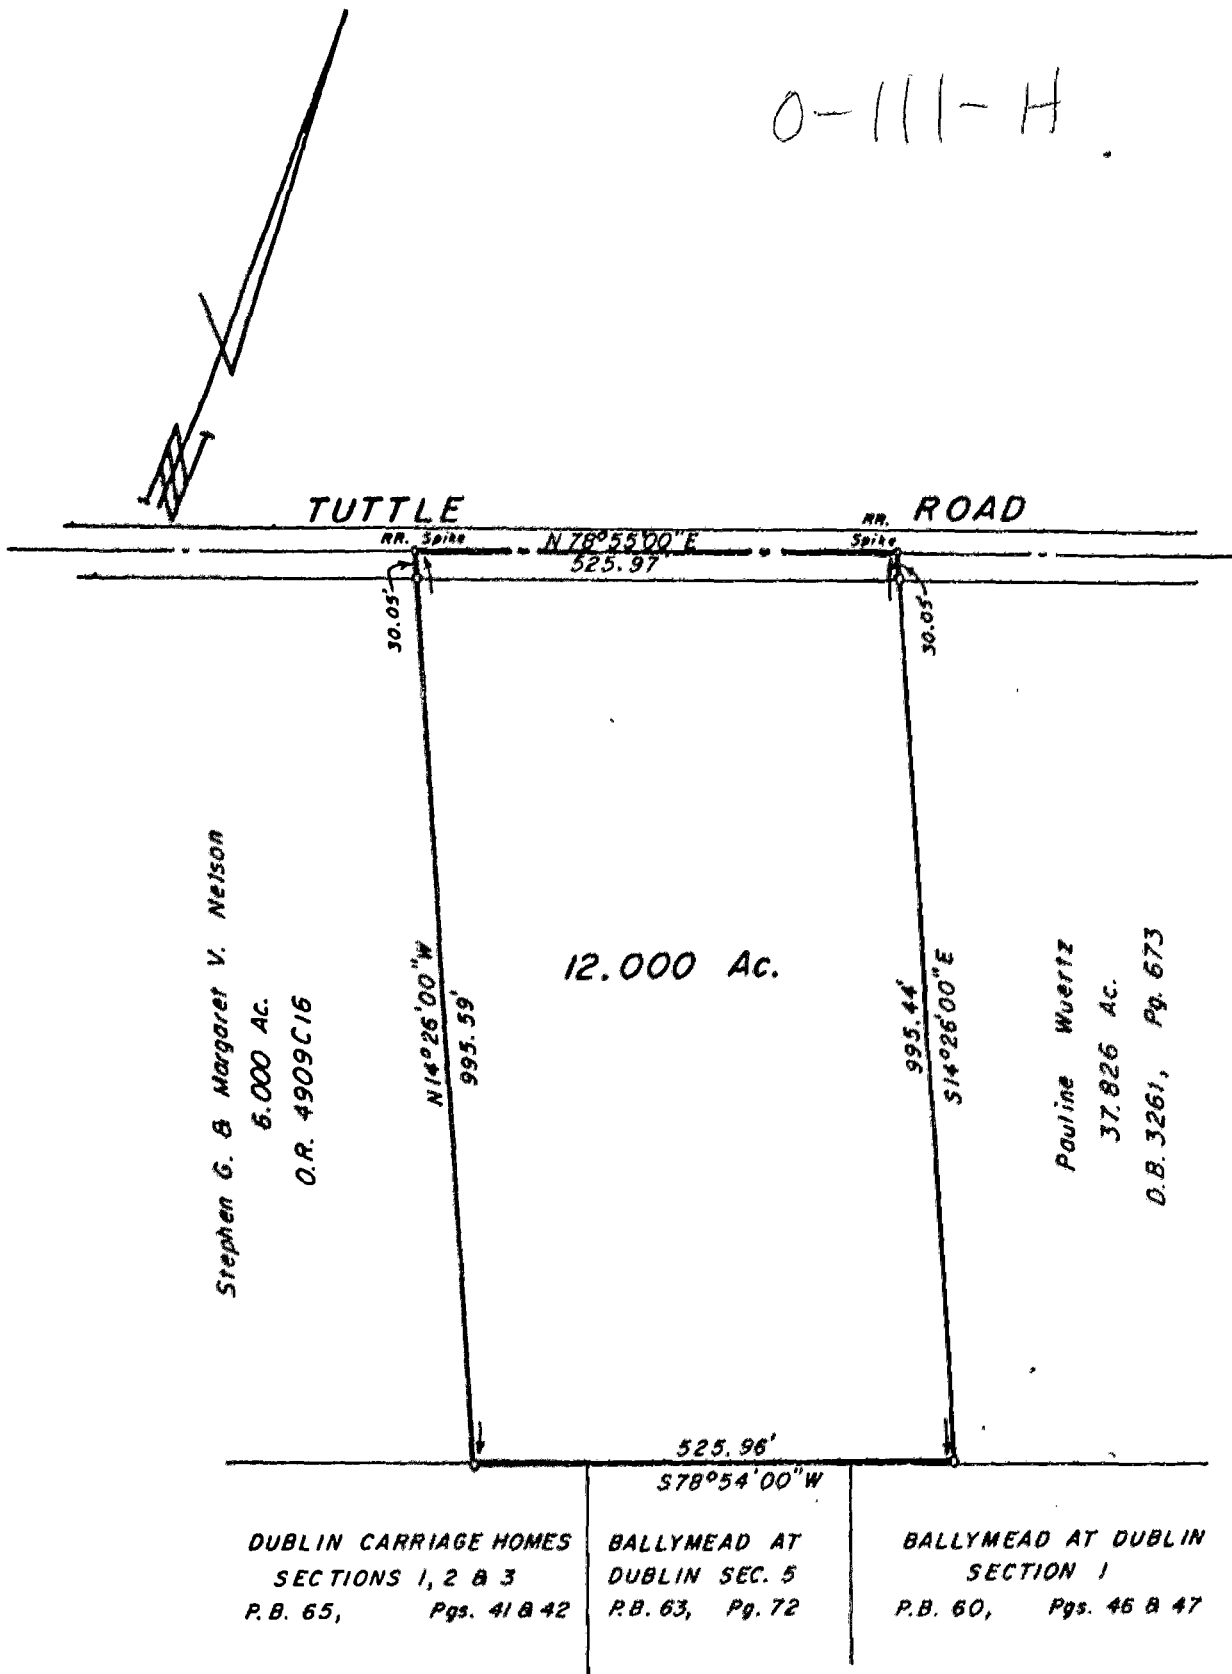 O-111-H
TUTTLE ROAD
RR. Spike
N 78°55'00"E
525.97'
RR.
Spike
30.05'
30.05'
Stephen G. & Margaret V. Nelson
6.000 Ac.
O.R. 4909C16
N14°26'00"W
995.59'
12.000 Ac.
995.44'
S14°26'00"E
Pauline Wuertz
37.826 Ac.
D.B. 3261, Pg. 673
525.96'
S78°54'00"W
DUBLIN CARRIAGE HOMES
SECTIONS 1, 2 & 3
P.B. 65, Pgs. 41 & 42
BALLYMEAD AT
DUBLIN SEC. 5
P.B. 63, Pg. 72
BALLYMEAD AT DUBLIN
SECTION 1
P.B. 60, Pgs. 46 & 47